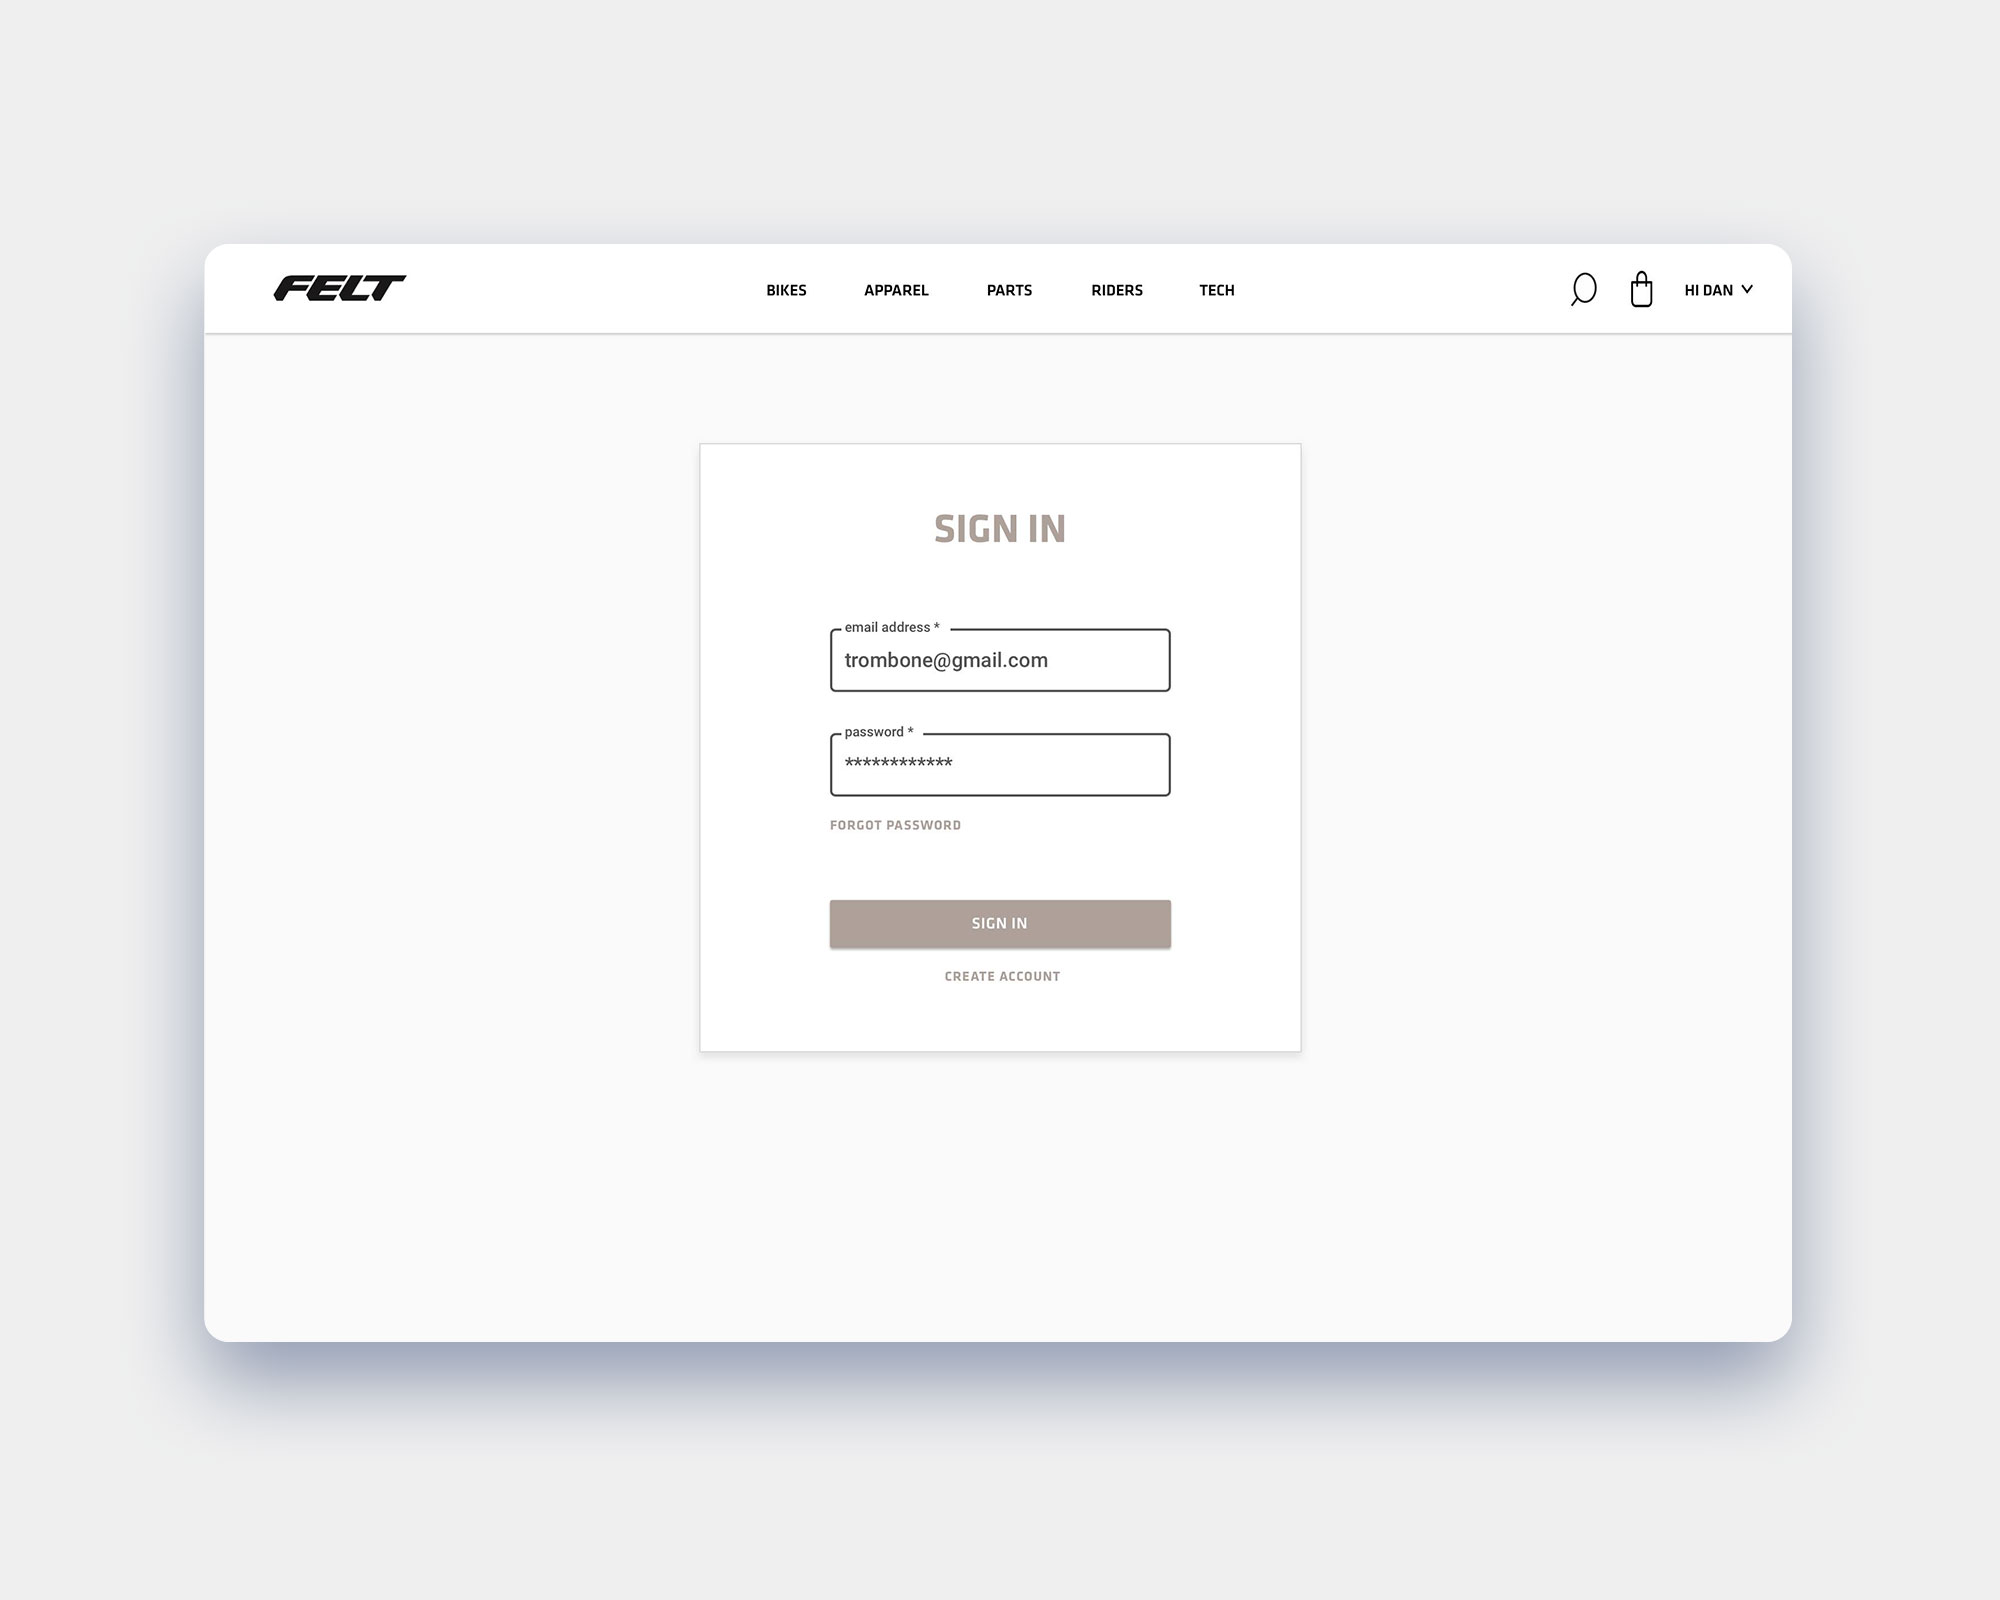 FELT
BIKES APPAREL PARTS RIDERS TECH
HI DAN
SIGN IN
email address *
trombone@gmail.com
password *
************
FORGOT PASSWORD
SIGN IN
CREATE ACCOUNT